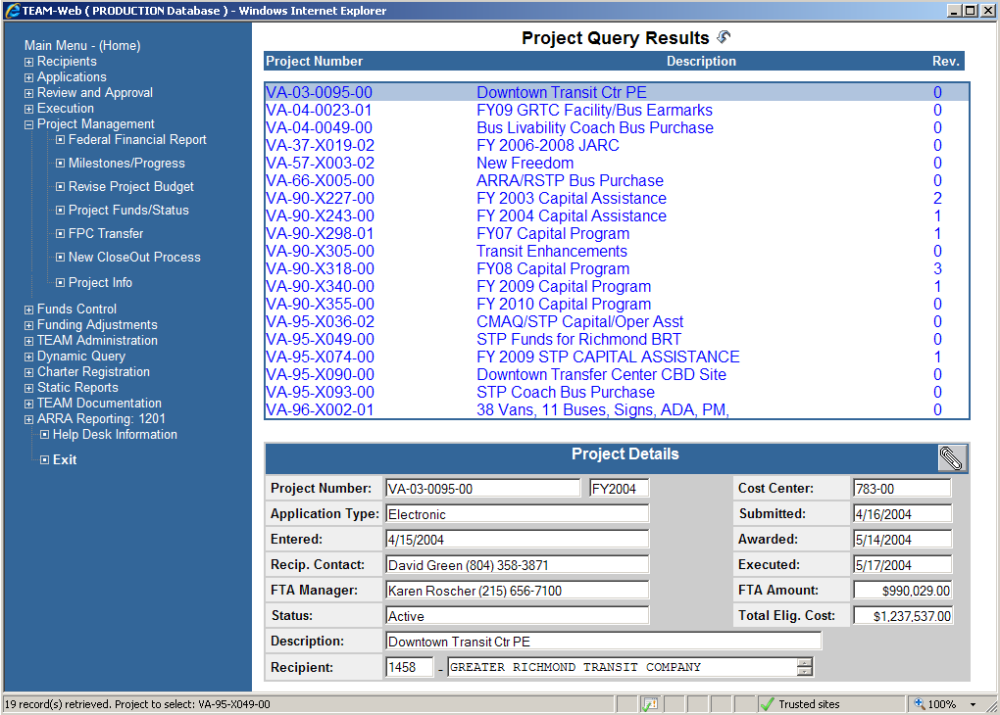 TEAM-Web ( PRODUCTION Database ) - Windows Internet Explorer
Main Menu - (Home)
Recipients
Applications
Review and Approval
Execution
Project Management
Federal Financial Report
Milestones/Progress
Revise Project Budget
Project Funds/Status
FPC Transfer
New CloseOut Process
Project Info
Funds Control
Funding Adjustments
TEAM Administration
Dynamic Query
Charter Registration
Static Reports
TEAM Documentation
ARRA Reporting: 1201
Help Desk Information
Exit
Project Query Results
Project Number Description Rev.
VA-03-0095-00 Downtown Transit Ctr PE 0
VA-04-0023-01 FY09 GRTC Facility/Bus Earmarks 0
VA-04-0049-00 Bus Livability Coach Bus Purchase 0
VA-37-X019-02 FY 2006-2008 JARC 0
VA-57-X003-02 New Freedom 0
VA-66-X005-00 ARRA/RSTP Bus Purchase 0
VA-90-X227-00 FY 2003 Capital Assistance 2
VA-90-X243-00 FY 2004 Capital Assistance 1
VA-90-X298-01 FY07 Capital Program 1
VA-90-X305-00 Transit Enhancements 0
VA-90-X318-00 FY08 Capital Program 3
VA-90-X340-00 FY 2009 Capital Program 1
VA-90-X355-00 FY 2010 Capital Program 0
VA-95-X036-02 CMAQ/STP Capital/Oper Asst 0
VA-95-X049-00 STP Funds for Richmond BRT 0
VA-95-X074-00 FY 2009 STP CAPITAL ASSISTANCE 1
VA-95-X090-00 Downtown Transfer Center CBD Site 0
VA-95-X093-00 STP Coach Bus Purchase 0
VA-96-X002-01 38 Vans, 11 Buses, Signs, ADA, PM, 0
Project Details
Project Number: VA-03-0095-00 FY2004 Cost Center: 783-00
Application Type: Electronic Submitted: 4/16/2004
Entered: 4/15/2004 Awarded: 5/14/2004
Recip. Contact: David Green (804) 358-3871 Executed: 5/17/2004
FTA Manager: Karen Roscher (215) 656-7100 FTA Amount: $990,029.00
Status: Active Total Elig. Cost: $1,237,537.00
Description: Downtown Transit Ctr PE
Recipient: 1458 - GREATER RICHMOND TRANSIT COMPANY
19 record(s) retrieved. Project to select: VA-95-X049-00 Trusted sites 100%